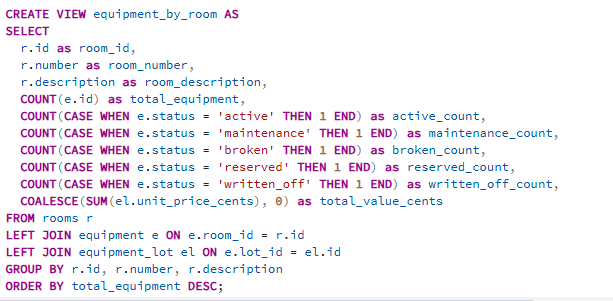 CREATE VIEW equipment_by_room AS
SELECT
  r.id as room_id,
  r.number as room_number,
  r.description as room_description,
  COUNT(e.id) as total_equipment,
  COUNT(CASE WHEN e.status = 'active' THEN 1 END) as active_count,
  COUNT(CASE WHEN e.status = 'maintenance' THEN 1 END) as maintenance_count,
  COUNT(CASE WHEN e.status = 'broken' THEN 1 END) as broken_count,
  COUNT(CASE WHEN e.status = 'reserved' THEN 1 END) as reserved_count,
  COUNT(CASE WHEN e.status = 'written_off' THEN 1 END) as written_off_count,
  COALESCE(SUM(el.unit_price_cents), 0) as total_value_cents
FROM rooms r
LEFT JOIN equipment e ON e.room_id = r.id
LEFT JOIN equipment_lot el ON e.lot_id = el.id
GROUP BY r.id, r.number, r.description
ORDER BY total_equipment DESC;